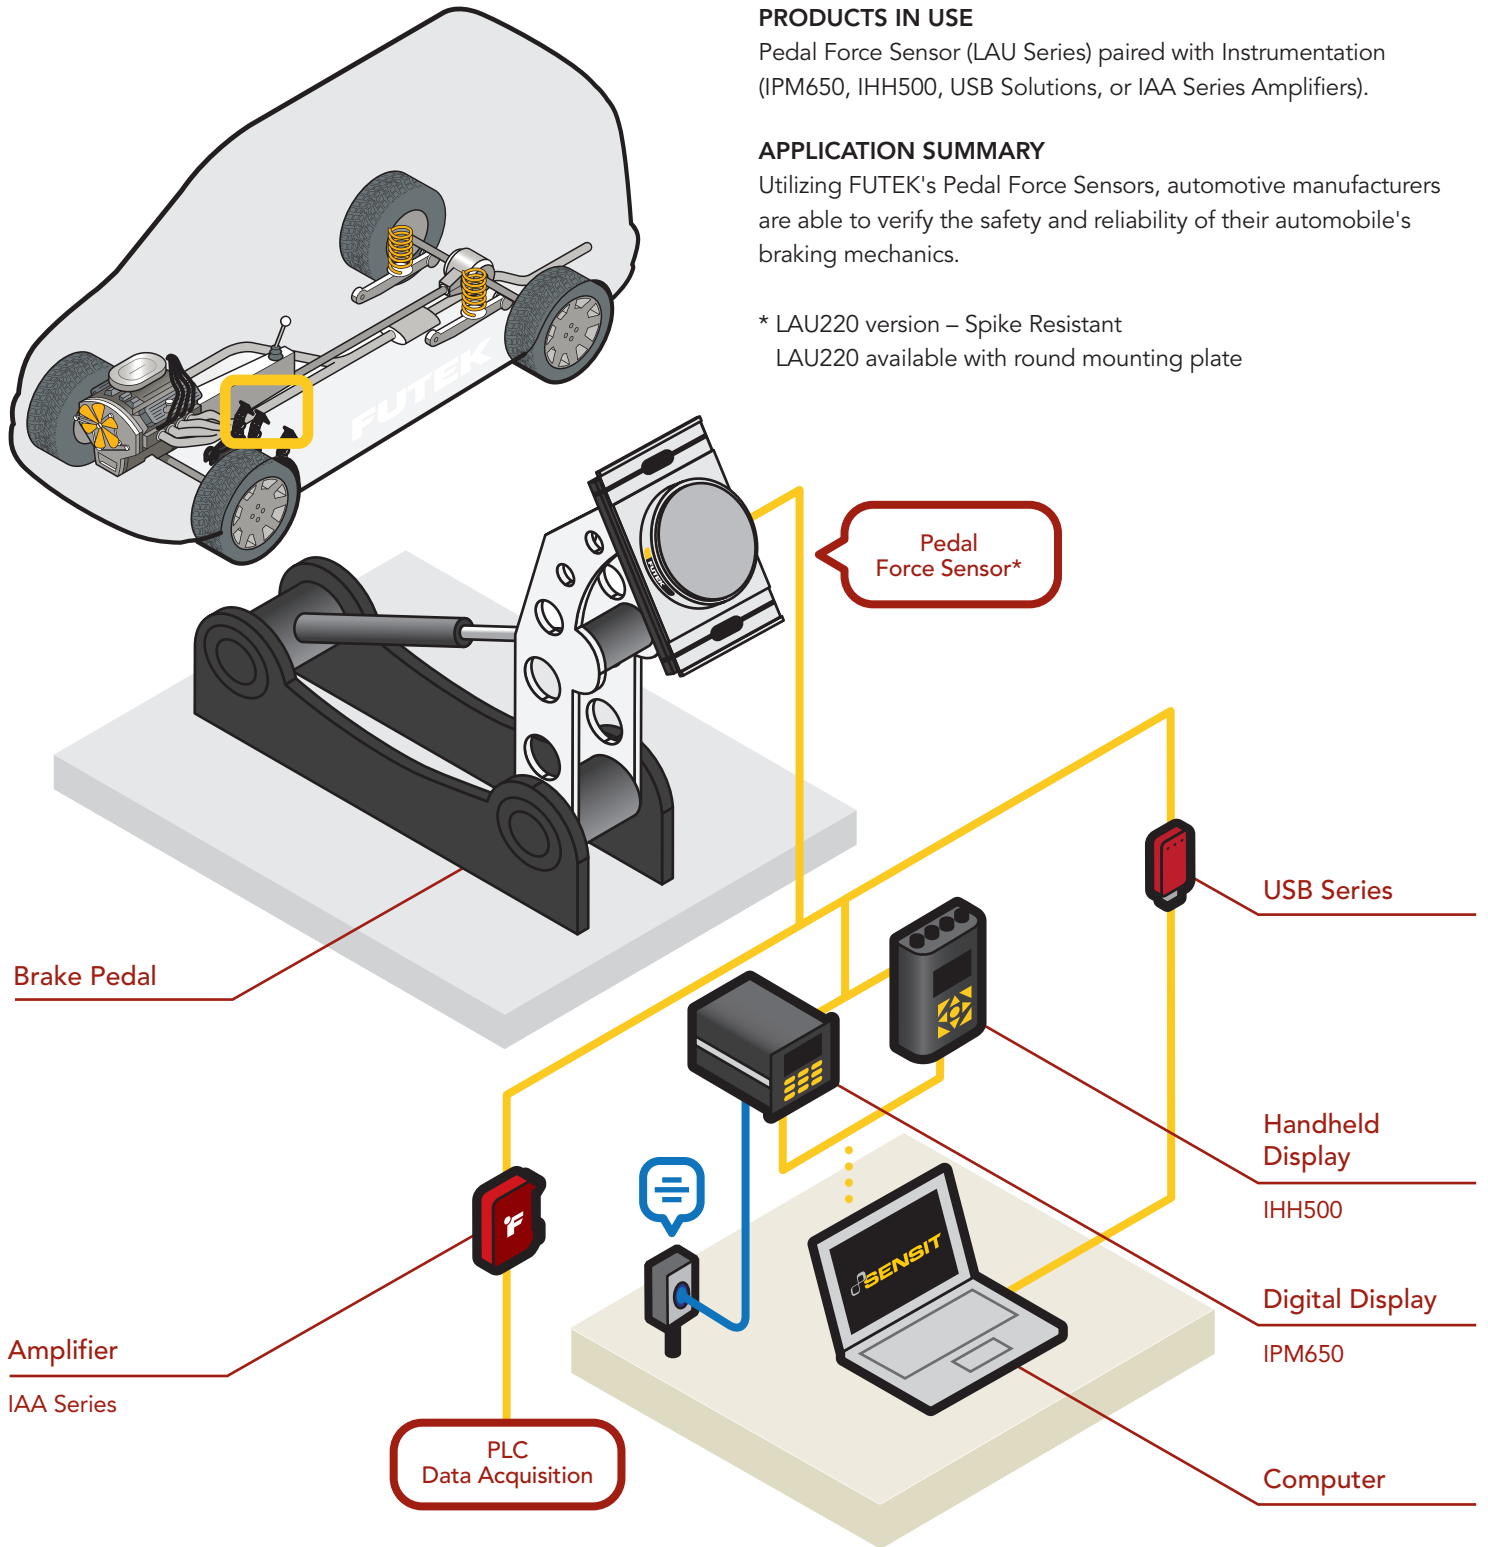 PRODUCTS IN USE
Pedal Force Sensor (LAU Series) paired with Instrumentation
(IPM650, IHH500, USB Solutions, or IAA Series Amplifiers).
APPLICATION SUMMARY
Utilizing FUTEK's Pedal Force Sensors, automotive manufacturers
are able to verify the safety and reliability of their automobile's
braking mechanics.
* LAU220 version – Spike Resistant
LAU220 available with round mounting plate
FUTEK
FUTEK
Pedal
Force Sensor*
USB Series
Brake Pedal
Handheld
Display
IHH500
SENSIT
Digital Display
IPM650
Amplifier
IAA Series
F
PLC
Data Acquisition
Computer